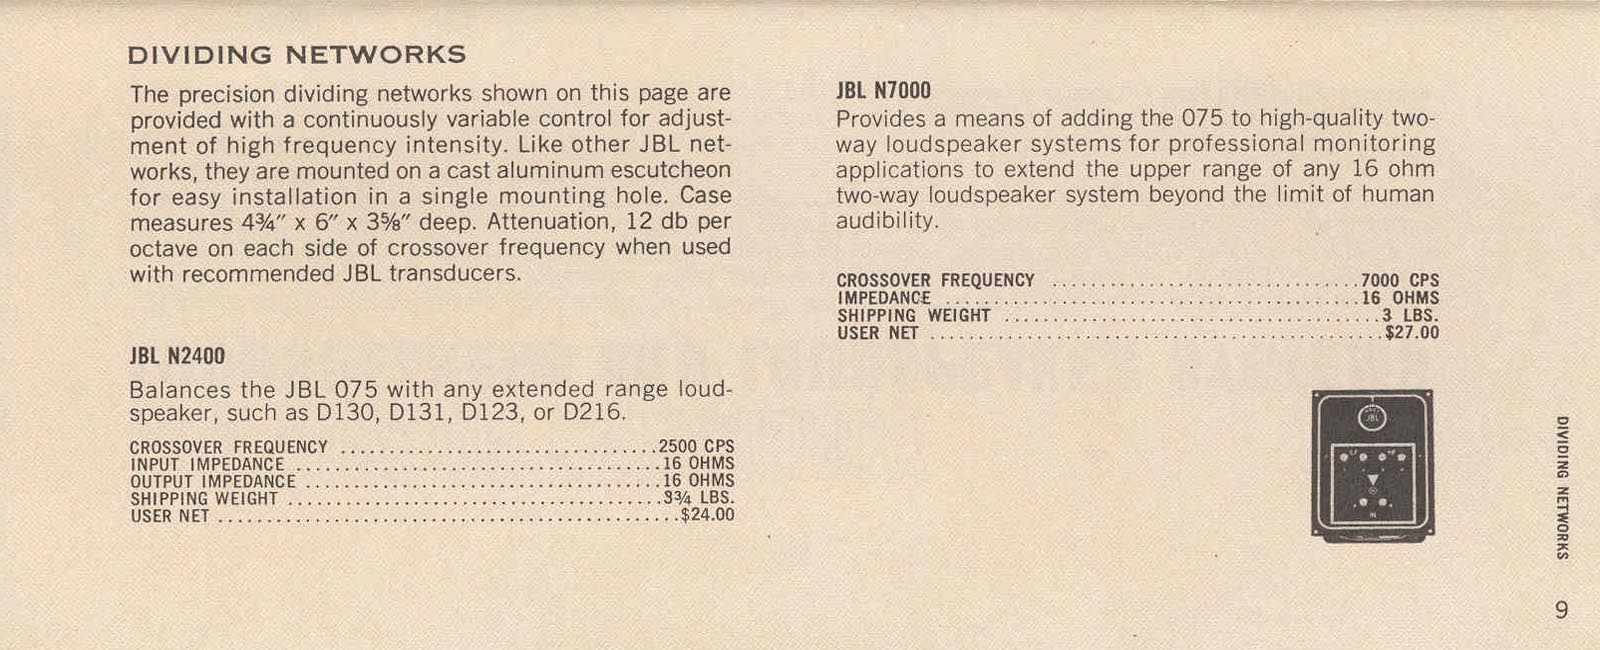 DIVIDING NETWORKS
The precision dividing networks shown on this page are
provided with a continuously variable control for adjust-
ment of high frequency intensity. Like other JBL net-
works, they are mounted on a cast aluminum escutcheon
for easy installation in a single mounting hole. Case
measures 4¾" x 6" x 3⅝" deep. Attenuation, 12 db per
octave on each side of crossover frequency when used
with recommended JBL transducers.
JBL N2400
Balances the JBL 075 with any extended range loud-
speaker, such as D130, D131, D123, or D216.
CROSSOVER FREQUENCY ................................ 2500 CPS
INPUT IMPEDANCE ..................................... 16 OHMS
OUTPUT IMPEDANCE .................................... 16 OHMS
SHIPPING WEIGHT ...................................... 3¾ LBS.
USER NET ............................................... $24.00
JBL N7000
Provides a means of adding the 075 to high-quality two-
way loudspeaker systems for professional monitoring
applications to extend the upper range of any 16 ohm
two-way loudspeaker system beyond the limit of human
audibility.
CROSSOVER FREQUENCY ............................... 7000 CPS
IMPEDANCE .......................................... 16 OHMS
SHIPPING WEIGHT ...................................... 3 LBS.
USER NET .............................................. $27.00
JBL
LF HF
IN
DIVIDING NETWORKS
9